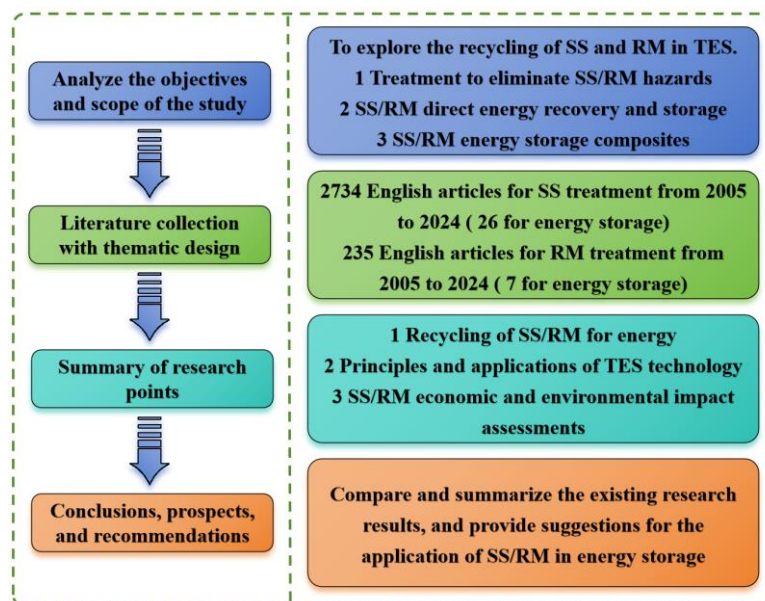 Analyze the objectives
and scope of the study
To explore the recycling of SS and RM in TES.
1 Treatment to eliminate SS/RM hazards
2 SS/RM direct energy recovery and storage
3 SS/RM energy storage composites
Literature collection
with thematic design
2734 English articles for SS treatment from 2005
to 2024 ( 26 for energy storage)
235 English articles for RM treatment from
2005 to 2024 ( 7 for energy storage)
Summary of research
points
1 Recycling of SS/RM for energy
2 Principles and applications of TES technology
3 SS/RM economic and environmental impact
assessments
Conclusions, prospects,
and recommendations
Compare and summarize the existing research
results, and provide suggestions for the
application of SS/RM in energy storage